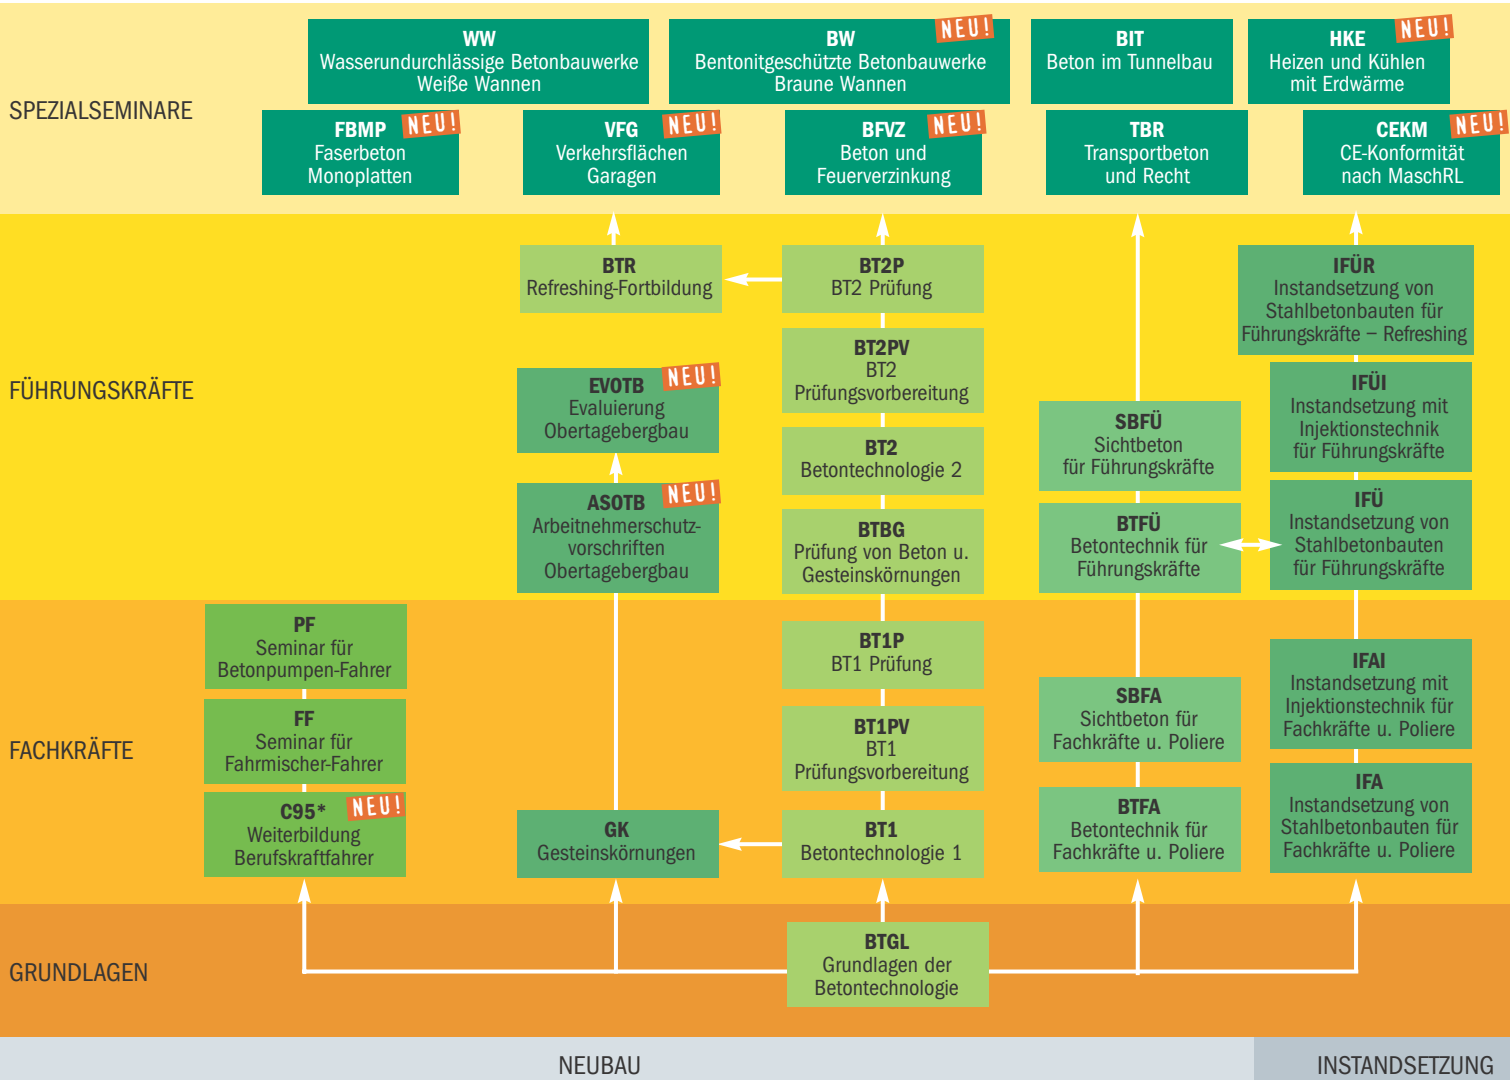 SPEZIALSEMINARE
WW
Wasserundurchlässige Betonbauwerke
Weiße Wannen
NEU!
BW
Bentonitgeschützte Betonbauwerke
Braune Wannen
BIT
Beton im Tunnelbau
NEU!
HKE
Heizen und Kühlen
mit Erdwärme
NEU!
FBMP
Faserbeton
Monoplatten
NEU!
VFG
Verkehrsflächen
Garagen
NEU!
BFVZ
Beton und
Feuerverzinkung
TBR
Transportbeton
und Recht
NEU!
CEKM
CE-Konformität
nach MaschRL
FÜHRUNGSKRÄFTE
BTR
Refreshing-Fortbildung
NEU!
EVOTB
Evaluierung
Obertagebergbau
NEU!
ASOTB
Arbeitnehmerschutz-
vorschriften
Obertagebergbau
BT2P
BT2 Prüfung
BT2PV
BT2
Prüfungsvorbereitung
BT2
Betontechnologie 2
BTBG
Prüfung von Beton u.
Gesteinskörnungen
SBFÜ
Sichtbeton
für Führungskräfte
BTFÜ
Betontechnik für
Führungskräfte
IFÜR
Instandsetzung von
Stahlbetonbauten für
Führungskräfte – Refreshing
IFÜI
Instandsetzung mit
Injektionstechnik
für Führungskräfte
IFÜ
Instandsetzung von
Stahlbetonbauten
für Führungskräfte
FACHKRÄFTE
PF
Seminar für
Betonpumpen-Fahrer
FF
Seminar für
Fahrmischer-Fahrer
C95*
NEU!
Weiterbildung
Berufskraftfahrer
GK
Gesteinskörnungen
BT1P
BT1 Prüfung
BT1PV
BT1
Prüfungsvorbereitung
BT1
Betontechnologie 1
SBFA
Sichtbeton für
Fachkräfte u. Poliere
BTFA
Betontechnik für
Fachkräfte u. Poliere
IFAI
Instandsetzung mit
Injektionstechnik für
Fachkräfte u. Poliere
IFA
Instandsetzung von
Stahlbetonbauten für
Fachkräfte u. Poliere
GRUNDLAGEN
BTGL
Grundlagen der
Betontechnologie
NEUBAU
INSTANDSETZUNG